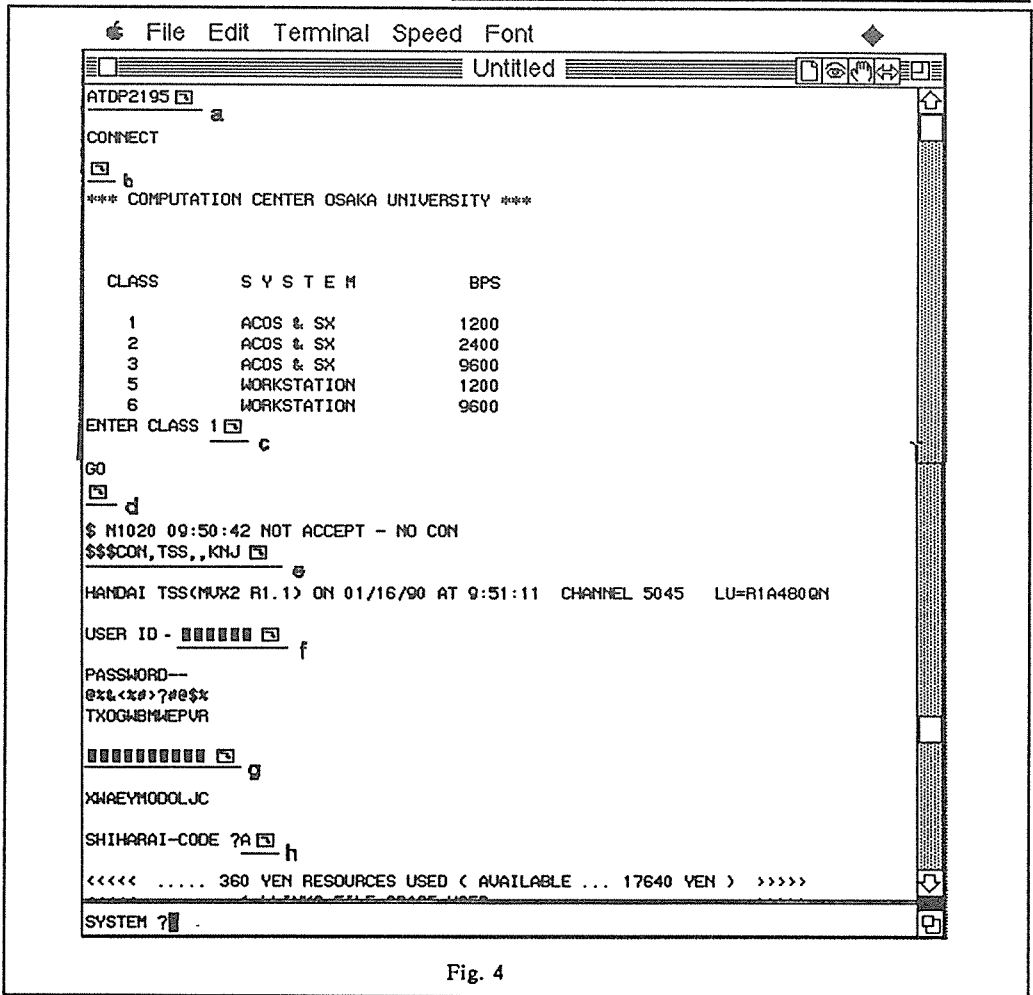 File Edit Terminal Speed Font
Untitled
ATDP2195
a
CONNECT
b
*** COMPUTATION CENTER OSAKA UNIVERSITY ***
CLASS S Y S T E M BPS
1 ACOS & SX 1200
2 ACOS & SX 2400
3 ACOS & SX 9600
5 WORKSTATION 1200
6 WORKSTATION 9600
ENTER CLASS 1
c
GO
d
$ N1020 09:50:42 NOT ACCEPT - NO CON
$$$CON,TSS,,KNJ
e
HANDAI TSS(MVX2 R1.1) ON 01/16/90 AT 9:51:11 CHANNEL 5045 LU=R1A480QN
USER ID -
f
PASSWORD--
@%&<%#>?#@$%
TXOGWBMWEPVR
g
XWAEYMODOLJC
SHIHARAI-CODE ?A
h
<<<<< ..... 360 YEN RESOURCES USED ( AVAILABLE ... 17640 YEN ) >>>>>
SYSTEM ?
Fig. 4